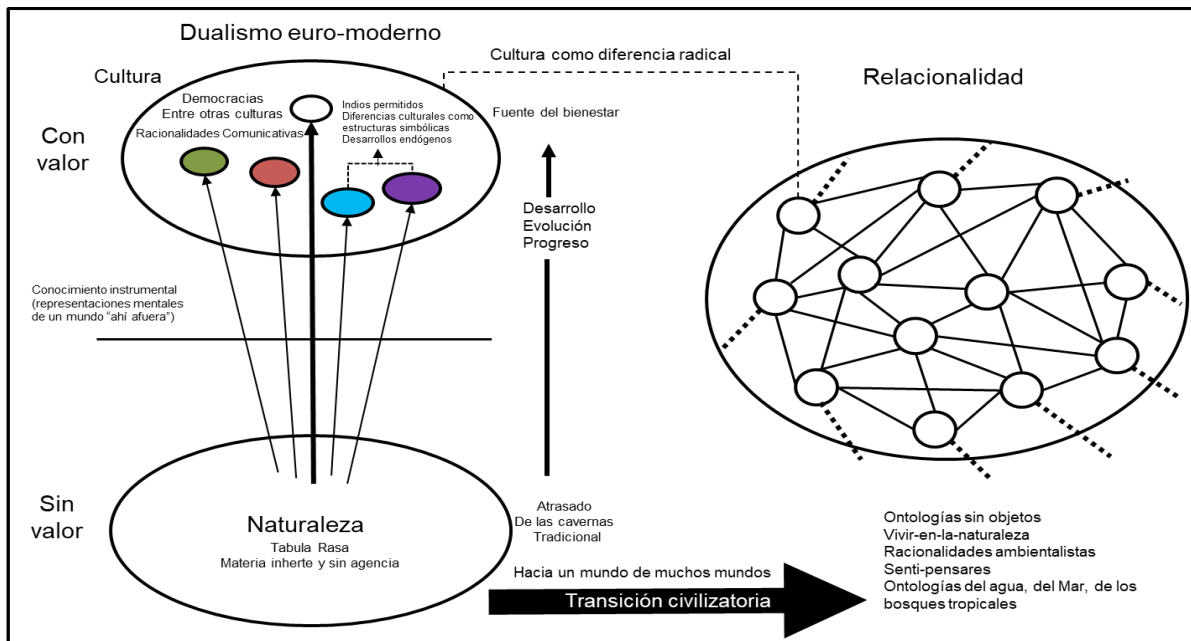 Dualismo euro-moderno
Cultura como diferencia radical
Relacionalidad
Cultura
Con
valor
Democracias
Entre otras culturas
Racionalidades Comunicativas
Indios permitidos
Diferencias culturales como
estructuras simbólicas
Desarrollos endógenos
Fuente del bienestar
Desarrollo
Evolución
Progreso
Conocimiento instrumental
(representaciones mentales
de un mundo “ahí afuera”)
Sin
valor
Naturaleza
Tabula Rasa
Materia inherte y sin agencia
Atrasado
De las cavernas
Tradicional
Hacia un mundo de muchos mundos
Transición civilizatoria
Ontologías sin objetos
Vivir-en-la-naturaleza
Racionalidades ambientalistas
Senti-pensares
Ontologías del agua, del Mar, de los
bosques tropicales